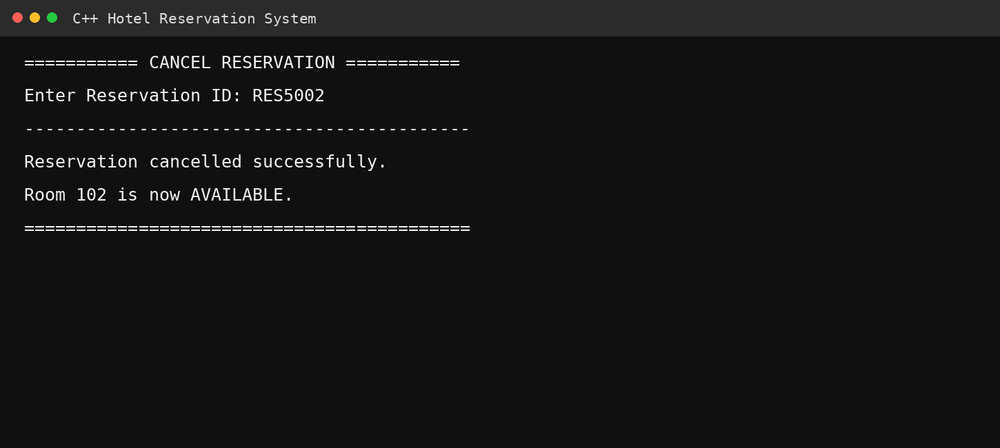 C++ Hotel Reservation System
=========== CANCEL RESERVATION ===========
Enter Reservation ID: RES5002
-------------------------------------------
Reservation cancelled successfully.
Room 102 is now AVAILABLE.
===========================================